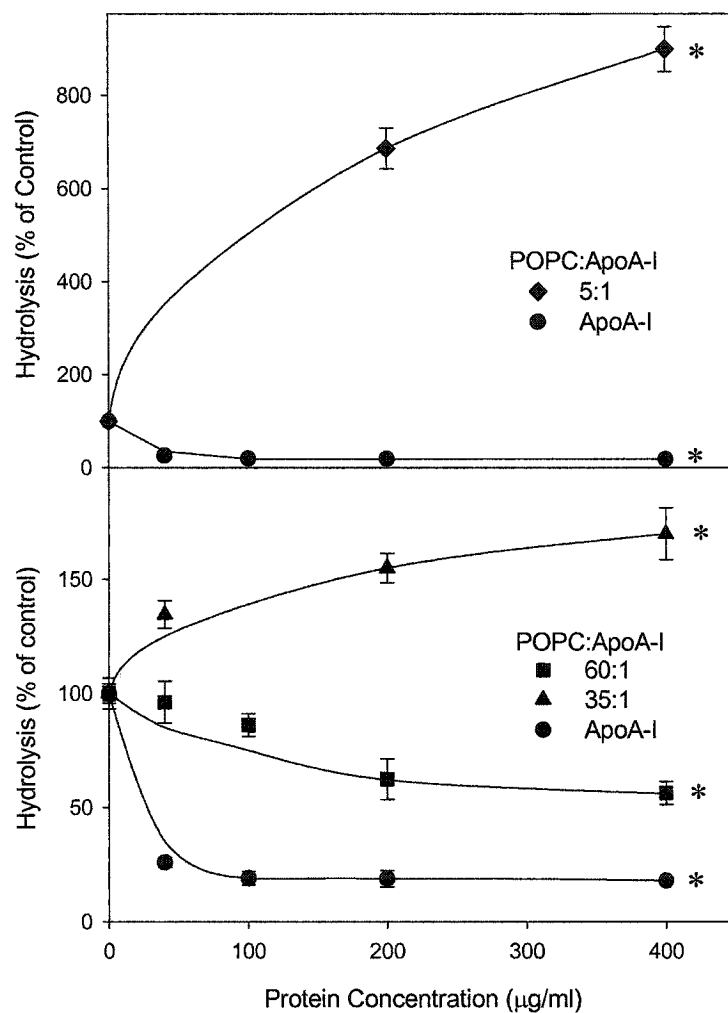 Hydrolysis (% of Control)
800
600
400
200
0
POPC:ApoA-I
5:1
ApoA-I
*
*
Hydrolysis (% of control)
150
100
50
0
POPC:ApoA-I
60:1
35:1
ApoA-I
*
*
*
0 100 200 300 400
Protein Concentration (µg/ml)